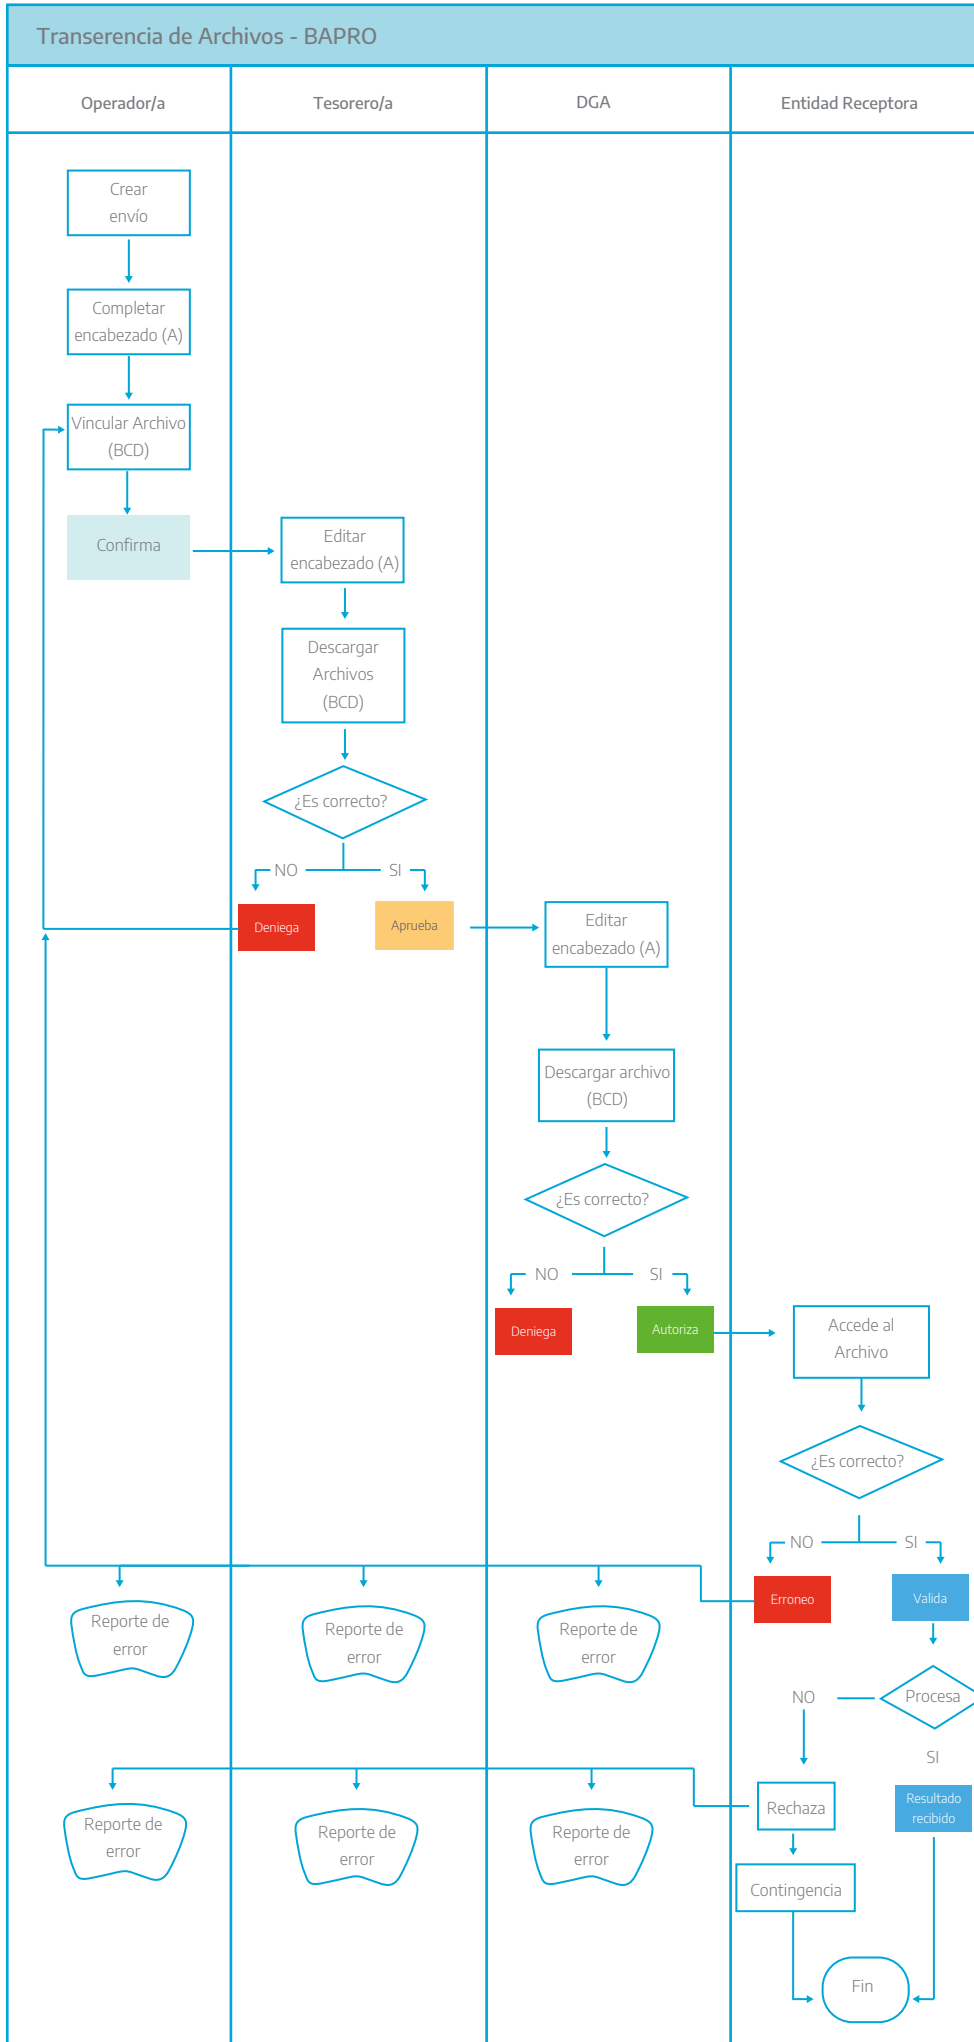 Transerencia de Archivos - BAPRO
Operador/a
Tesorero/a
DGA
Entidad Receptora
Crear
envío
Completar
encabezado (A)
Vincular Archivo
(BCD)
Confirma
Editar
encabezado (A)
Descargar
Archivos
(BCD)
¿Es correcto?
NO
SI
Deniega
Aprueba
Editar
encabezado (A)
Descargar archivo
(BCD)
¿Es correcto?
NO
SI
Deniega
Autoriza
Accede al
Archivo
¿Es correcto?
NO
SI
Erroneo
Valida
Reporte de
error
Reporte de
error
Reporte de
error
Procesa
NO
SI
Rechaza
Resultado
recibido
Reporte de
error
Reporte de
error
Reporte de
error
Contingencia
Fin